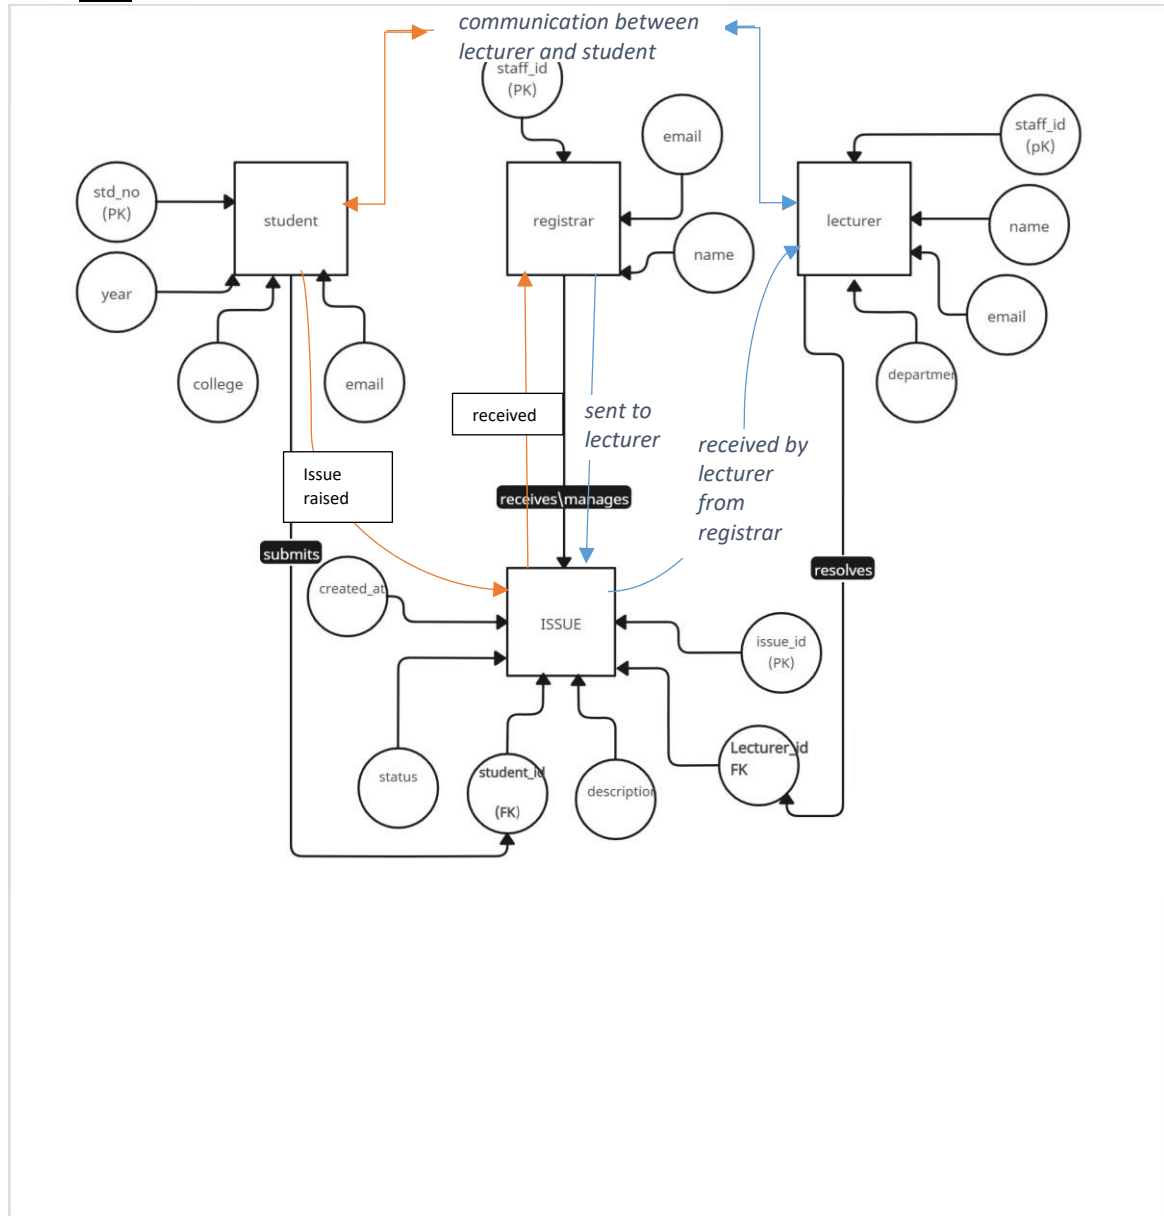 communication between
lecturer and student
staff_id
(PK)
email
staff_id
(pK)
std_no
(PK)
student
registrar
lecturer
name
name
year
email
college
email
departmer
received
sent to
lecturer
received by
lecturer
from
registrar
Issue
raised
receives\manages
submits
resolves
created_at
ISSUE
issue_id
(PK)
Lecturer_id
FK
status
student_id
(FK)
description